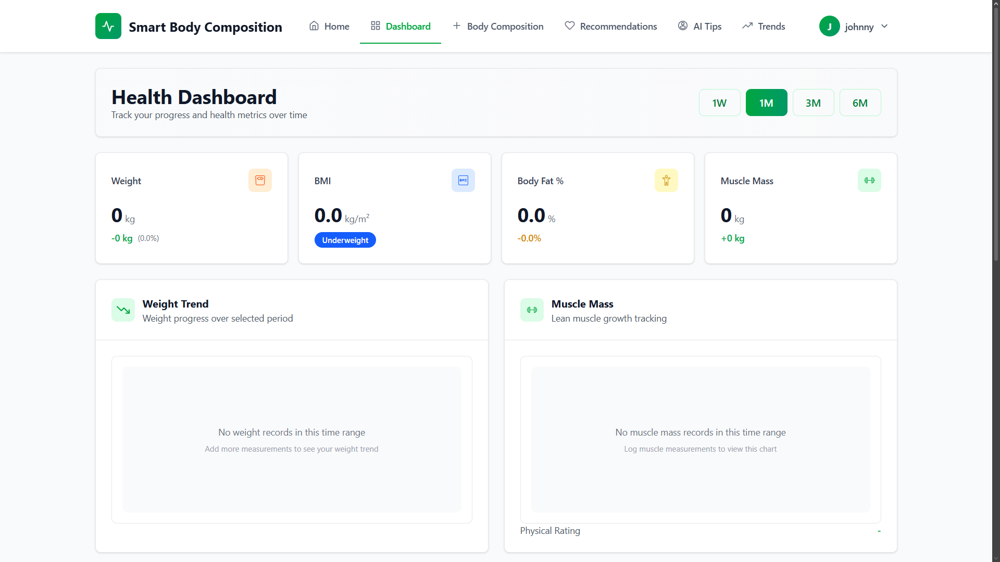 Smart Body Composition
Home
Dashboard
Body Composition
Recommendations
AI Tips
Trends
J
johnny
Health Dashboard
Track your progress and health metrics over time
1W
1M
3M
6M
Weight
0 kg
-0 kg (0.0%)
BMI
BMI
0.0 kg/m²
Underweight
Body Fat %
0.0 %
-0.0%
Muscle Mass
0 kg
+0 kg
Weight Trend
Weight progress over selected period
No weight records in this time range
Add more measurements to see your weight trend
Muscle Mass
Lean muscle growth tracking
No muscle mass records in this time range
Log muscle measurements to view this chart
Physical Rating
-